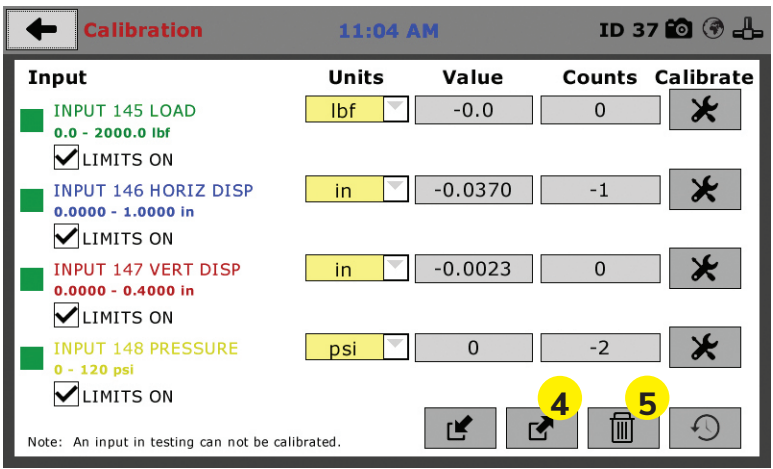 Calibration 11:04 AM ID 37
Input Units Value Counts Calibrate
INPUT 145 LOAD lbf -0.0 0
0.0 - 2000.0 lbf
LIMITS ON
INPUT 146 HORIZ DISP in -0.0370 -1
0.0000 - 1.0000 in
LIMITS ON
INPUT 147 VERT DISP in -0.0023 0
0.0000 - 0.4000 in
LIMITS ON
INPUT 148 PRESSURE psi 0 -2
0 - 120 psi
LIMITS ON
4 5
Note: An input in testing can not be calibrated.